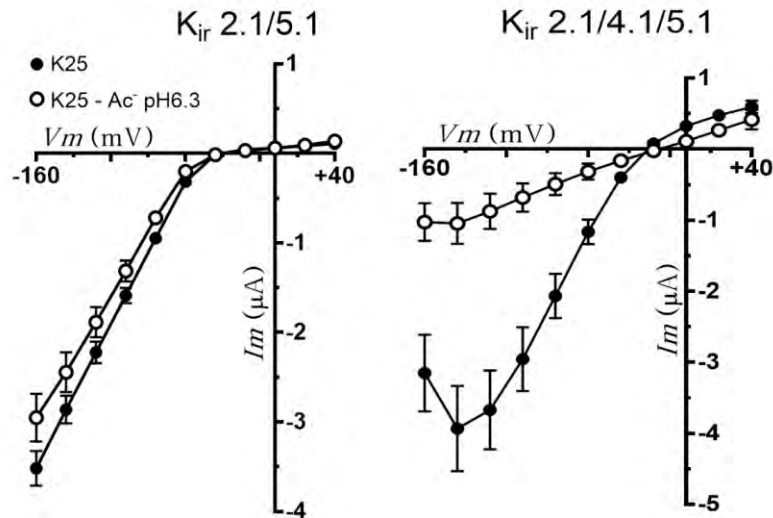 K_ir 2.1/5.1
K25
K25 - Ac⁻ pH6.3
Vm (mV)
-160
+40
1
-1
-2
-3
-4
Im (μA)
K_ir 2.1/4.1/5.1
Vm (mV)
-160
+40
1
-1
-2
-3
-4
-5
Im (μA)